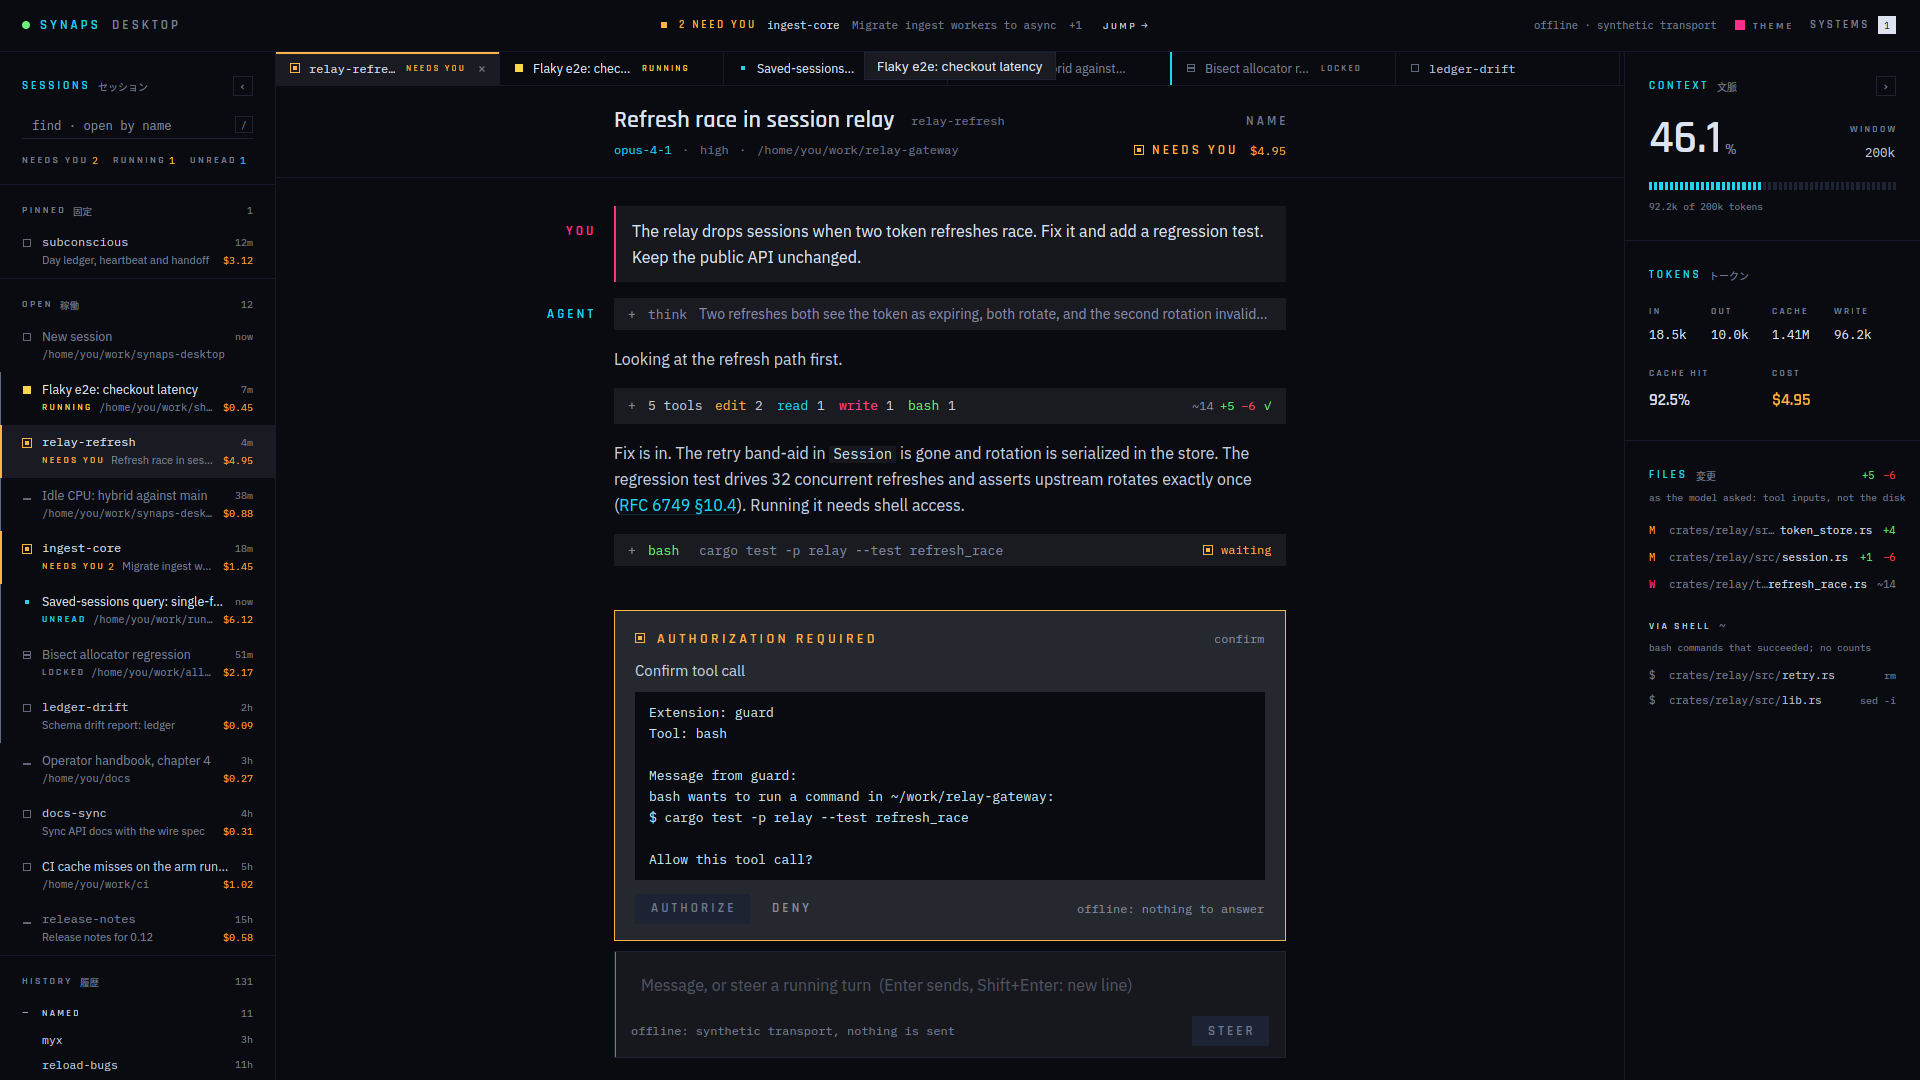 SYNAPS DESKTOP
2 NEED YOU ingest-core Migrate ingest workers to async +1 JUMP →
offline · synthetic transport THEME SYSTEMS 1
SESSIONS セッション ‹
find · open by name /
NEEDS YOU 2 RUNNING 1 UNREAD 1
PINNED 固定 1
subconscious 12m
Day ledger, heartbeat and handoff $3.12
OPEN 稼働 12
New session now
/home/you/work/synaps-desktop
Flaky e2e: checkout latency 7m
RUNNING /home/you/work/sh… $0.45
relay-refresh 4m
NEEDS YOU Refresh race in ses… $4.95
Idle CPU: hybrid against main 38m
/home/you/work/synaps-desk… $0.88
ingest-core 18m
NEEDS YOU 2 Migrate ingest w… $1.45
Saved-sessions query: single-f… now
UNREAD /home/you/work/run… $6.12
Bisect allocator regression 51m
LOCKED /home/you/work/all… $2.17
ledger-drift 2h
Schema drift report: ledger $0.09
Operator handbook, chapter 4 3h
/home/you/docs $0.27
docs-sync 4h
Sync API docs with the wire spec $0.31
CI cache misses on the arm run… 5h
/home/you/work/ci $1.02
release-notes 15h
Release notes for 0.12 $0.58
HISTORY 履歴 131
− NAMED 11
myx 3h
reload-bugs 11h
relay-refre… NEEDS YOU ×
Flaky e2e: chec… RUNNING
Saved-sessions…
Flaky e2e: checkout latency
rid against…
Bisect allocator r… LOCKED
ledger-drift
Refresh race in session relay relay-refresh NAME
opus-4-1 · high · /home/you/work/relay-gateway NEEDS YOU $4.95
YOU
The relay drops sessions when two token refreshes race. Fix it and add a regression test.
Keep the public API unchanged.
AGENT
+ think Two refreshes both see the token as expiring, both rotate, and the second rotation invalid…
Looking at the refresh path first.
+ 5 tools edit 2 read 1 write 1 bash 1 ~14 +5 −6 √
Fix is in. The retry band-aid in Session is gone and rotation is serialized in the store. The
regression test drives 32 concurrent refreshes and asserts upstream rotates exactly once
(RFC 6749 §10.4). Running it needs shell access.
+ bash cargo test -p relay --test refresh_race waiting
AUTHORIZATION REQUIRED confirm
Confirm tool call
Extension: guard
Tool: bash
Message from guard:
bash wants to run a command in ~/work/relay-gateway:
$ cargo test -p relay --test refresh_race
Allow this tool call?
AUTHORIZE DENY offline: nothing to answer
Message, or steer a running turn (Enter sends, Shift+Enter: new line)
offline: synthetic transport, nothing is sent STEER
CONTEXT 文脈 ›
46.1% WINDOW
200k
92.2k of 200k tokens
TOKENS トークン
IN OUT CACHE WRITE
18.5k 10.0k 1.41M 96.2k
CACHE HIT COST
92.5% $4.95
FILES 変更 +5 −6
as the model asked: tool inputs, not the disk
M crates/relay/sr… token_store.rs +4
M crates/relay/src/session.rs +1 −6
W crates/relay/t…refresh_race.rs ~14
VIA SHELL ~
bash commands that succeeded; no counts
$ crates/relay/src/retry.rs rm
$ crates/relay/src/lib.rs sed -i